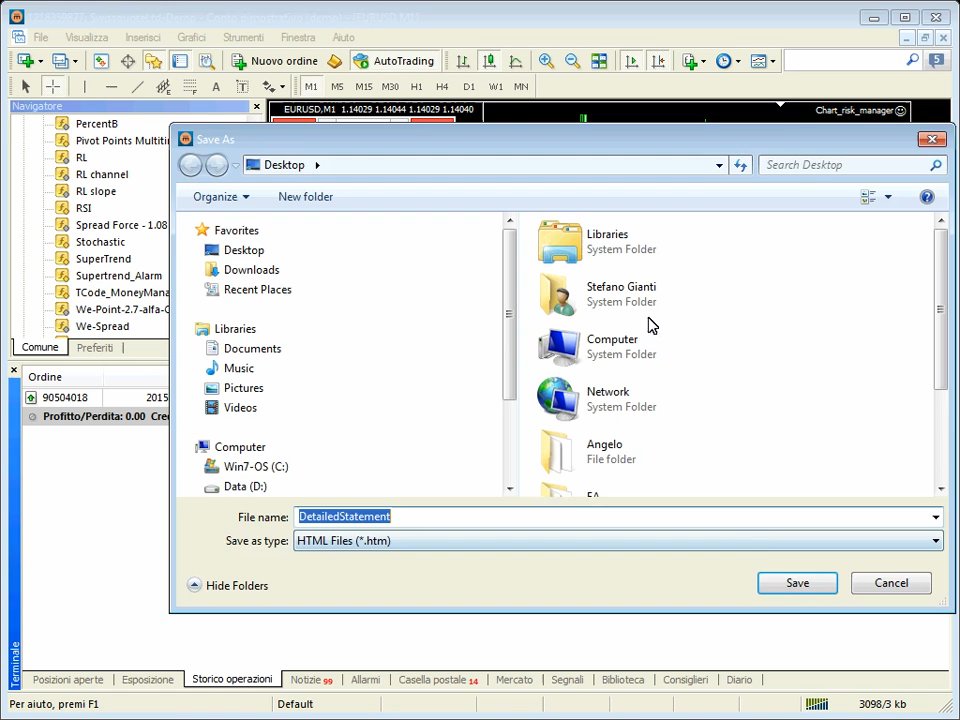 File Visualizza Inserisci Grafici Strumenti Finestra Aiuto
Nuovo ordine AutoTrading 5
A T M1 M5 M15 M30 H1 H4 D1 W1 MN
Navigatore
PercentB
Pivot Points Multitim
RL
RL channel
RL slope
RSI
Spread Force - 1.08
Stochastic
SuperTrend
Supertrend_Alarm
TCode_MoneyMana
We-Point-2.7-alfa-C
We-Spread
Comune Preferiti
EURUSD,M1 1.14029 1.14044 1.14029 1.14040
Chart_risk_manager
Save As
Desktop
Search Desktop
Organize New folder
Favorites
Desktop
Downloads
Recent Places
Libraries
Documents
Music
Pictures
Videos
Computer
Win7-OS (C:)
Data (D:)
Libraries
System Folder
Stefano Gianti
System Folder
Computer
System Folder
Network
System Folder
Angelo
File folder
EA
File name: DetailedStatement
Save as type: HTML Files (*.htm)
Hide Folders Save Cancel
Ordine
90504018 2015
Profitto/Perdita: 0.00 Cre
Terminale
Posizioni aperte Esposizione Storico operazioni Notizie 99 Allarmi Casella postale 14 Mercato Segnali Biblioteca Consiglieri Diario
Per aiuto, premi F1 Default 3098/3 kb